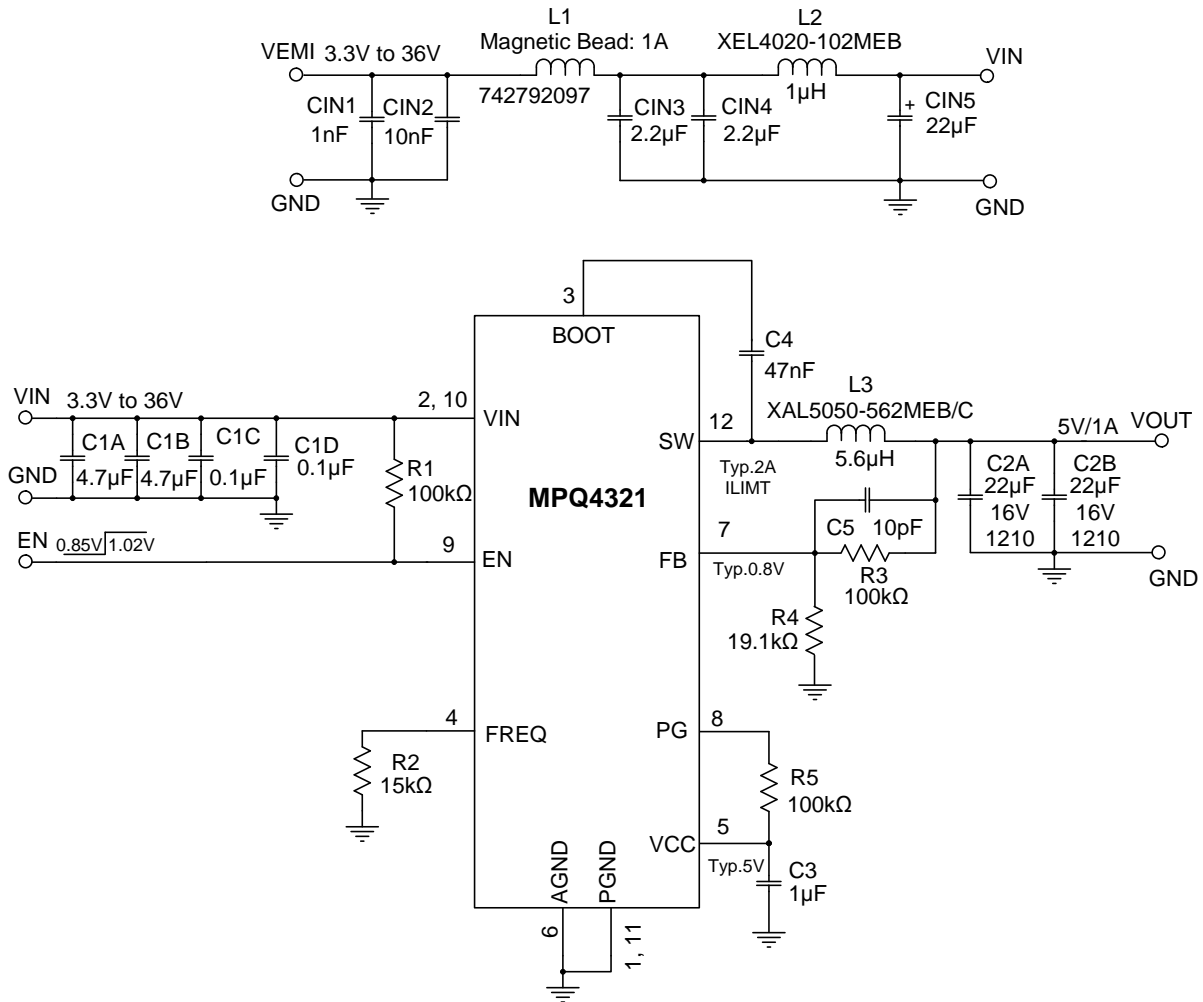 L1
Magnetic Bead: 1A
L2
XEL4020-102MEB
VEMI 3.3V to 36V
VIN
742792097
1µH
CIN1
1nF
CIN2
10nF
CIN3
2.2µF
CIN4
2.2µF
+
CIN5
22µF
GND
GND
3
BOOT
C4
47nF
VIN 3.3V to 36V
2, 10
VIN
L3
XAL5050-562MEB/C
12
SW
5.6µH
5V/1A
VOUT
C1A
4.7µF
C1B
4.7µF
C1C
0.1µF
C1D
0.1µF
GND
R1
100kΩ
MPQ4321
Typ.2A
ILIMT
C2A
22µF
16V
1210
C2B
22µF
16V
1210
C5
10pF
EN 0.85V 1.02V
9
EN
7
FB
Typ.0.8V
R3
100kΩ
GND
R4
19.1kΩ
4
FREQ
R2
15kΩ
8
PG
R5
100kΩ
5
VCC
Typ.5V
C3
1µF
AGND
PGND
6
1, 11